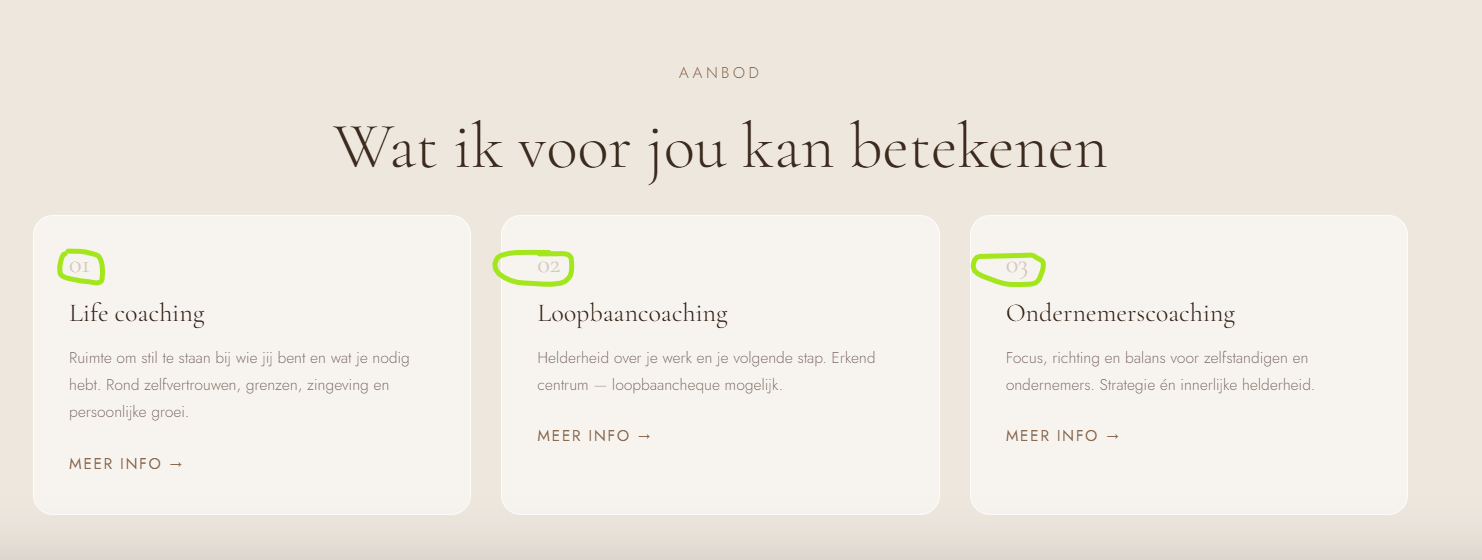 AANBOD
Wat ik voor jou kan betekenen
01
Life coaching
Ruimte om stil te staan bij wie jij bent en wat je nodig
hebt. Rond zelfvertrouwen, grenzen, zingeving en
persoonlijke groei.
MEER INFO →
02
Loopbaancoaching
Helderheid over je werk en je volgende stap. Erkend
centrum — loopbaancheque mogelijk.
MEER INFO →
03
Ondernemerscoaching
Focus, richting en balans voor zelfstandigen en
ondernemers. Strategie én innerlijke helderheid.
MEER INFO →